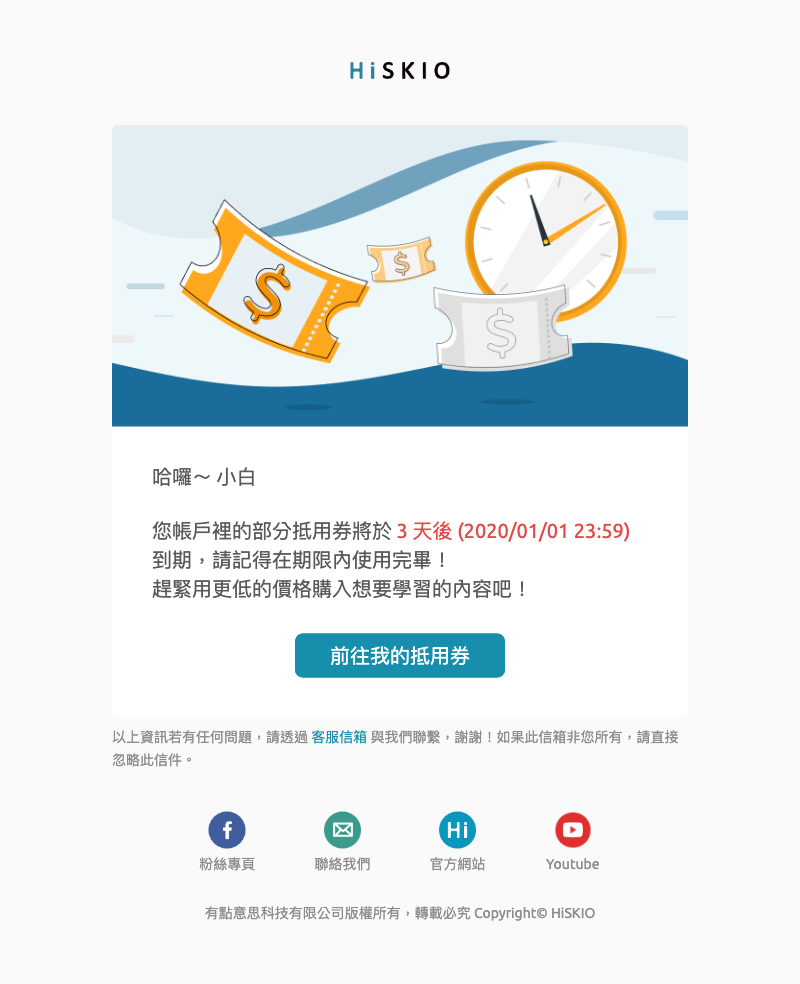 HiSKIO
$
$
$
哈囉～ 小白
您帳戶裡的部分抵用券將於 3 天後 (2020/01/01 23:59)
到期，請記得在期限內使用完畢！
趕緊用更低的價格購入想要學習的內容吧！
前往我的抵用券
以上資訊若有任何問題，請透過 客服信箱 與我們聯繫，謝謝！如果此信箱非您所有，請直接
忽略此信件。
f
Hi
粉絲專頁 聯絡我們 官方網站 Youtube
有點意思科技有限公司版權所有，轉載必究 Copyright© HiSKIO